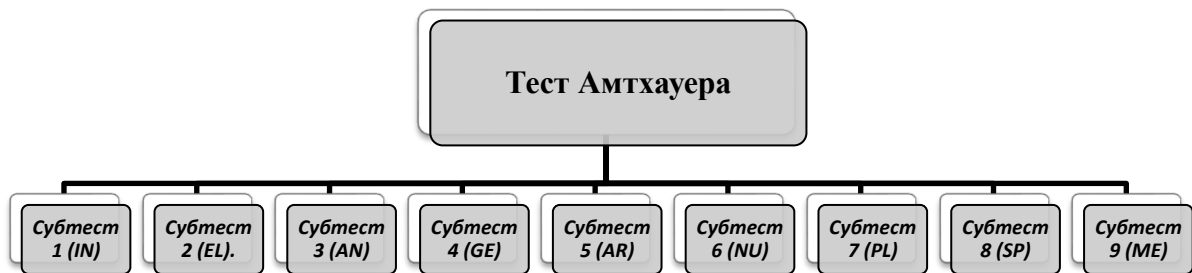 Тест Амтхауера
Субтест
1 (IN)
Субтест
2 (EL).
Субтест
3 (AN)
Субтест
4 (GE)
Субтест
5 (AR)
Субтест
6 (NU)
Субтест
7 (PL)
Субтест
8 (SP)
Субтест
9 (ME)